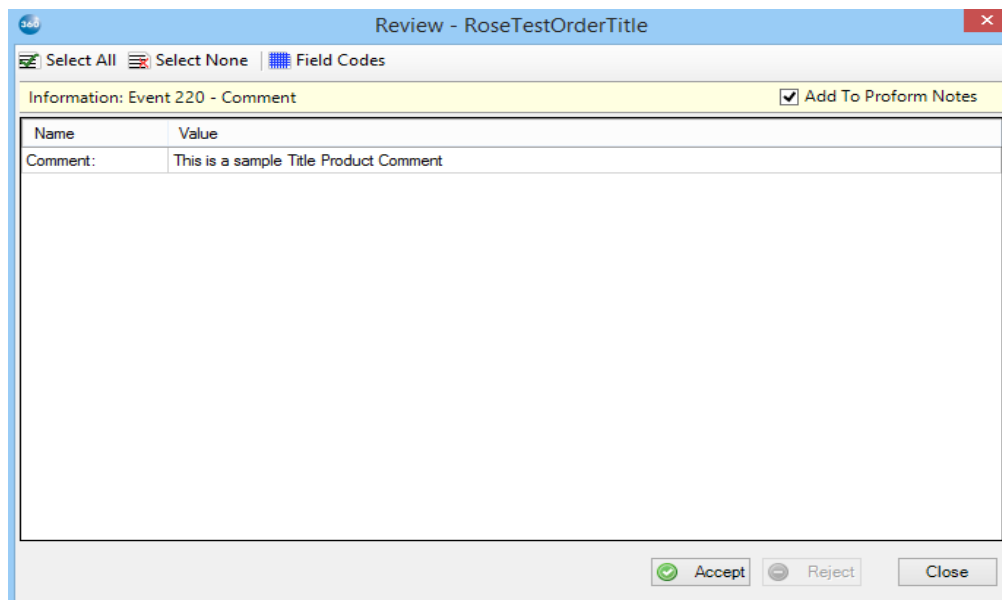 360
Review - RoseTestOrderTitle
Select All Select None Field Codes
Information: Event 220 - Comment Add To Proform Notes
Name Value
Comment: This is a sample Title Product Comment
Accept Reject Close